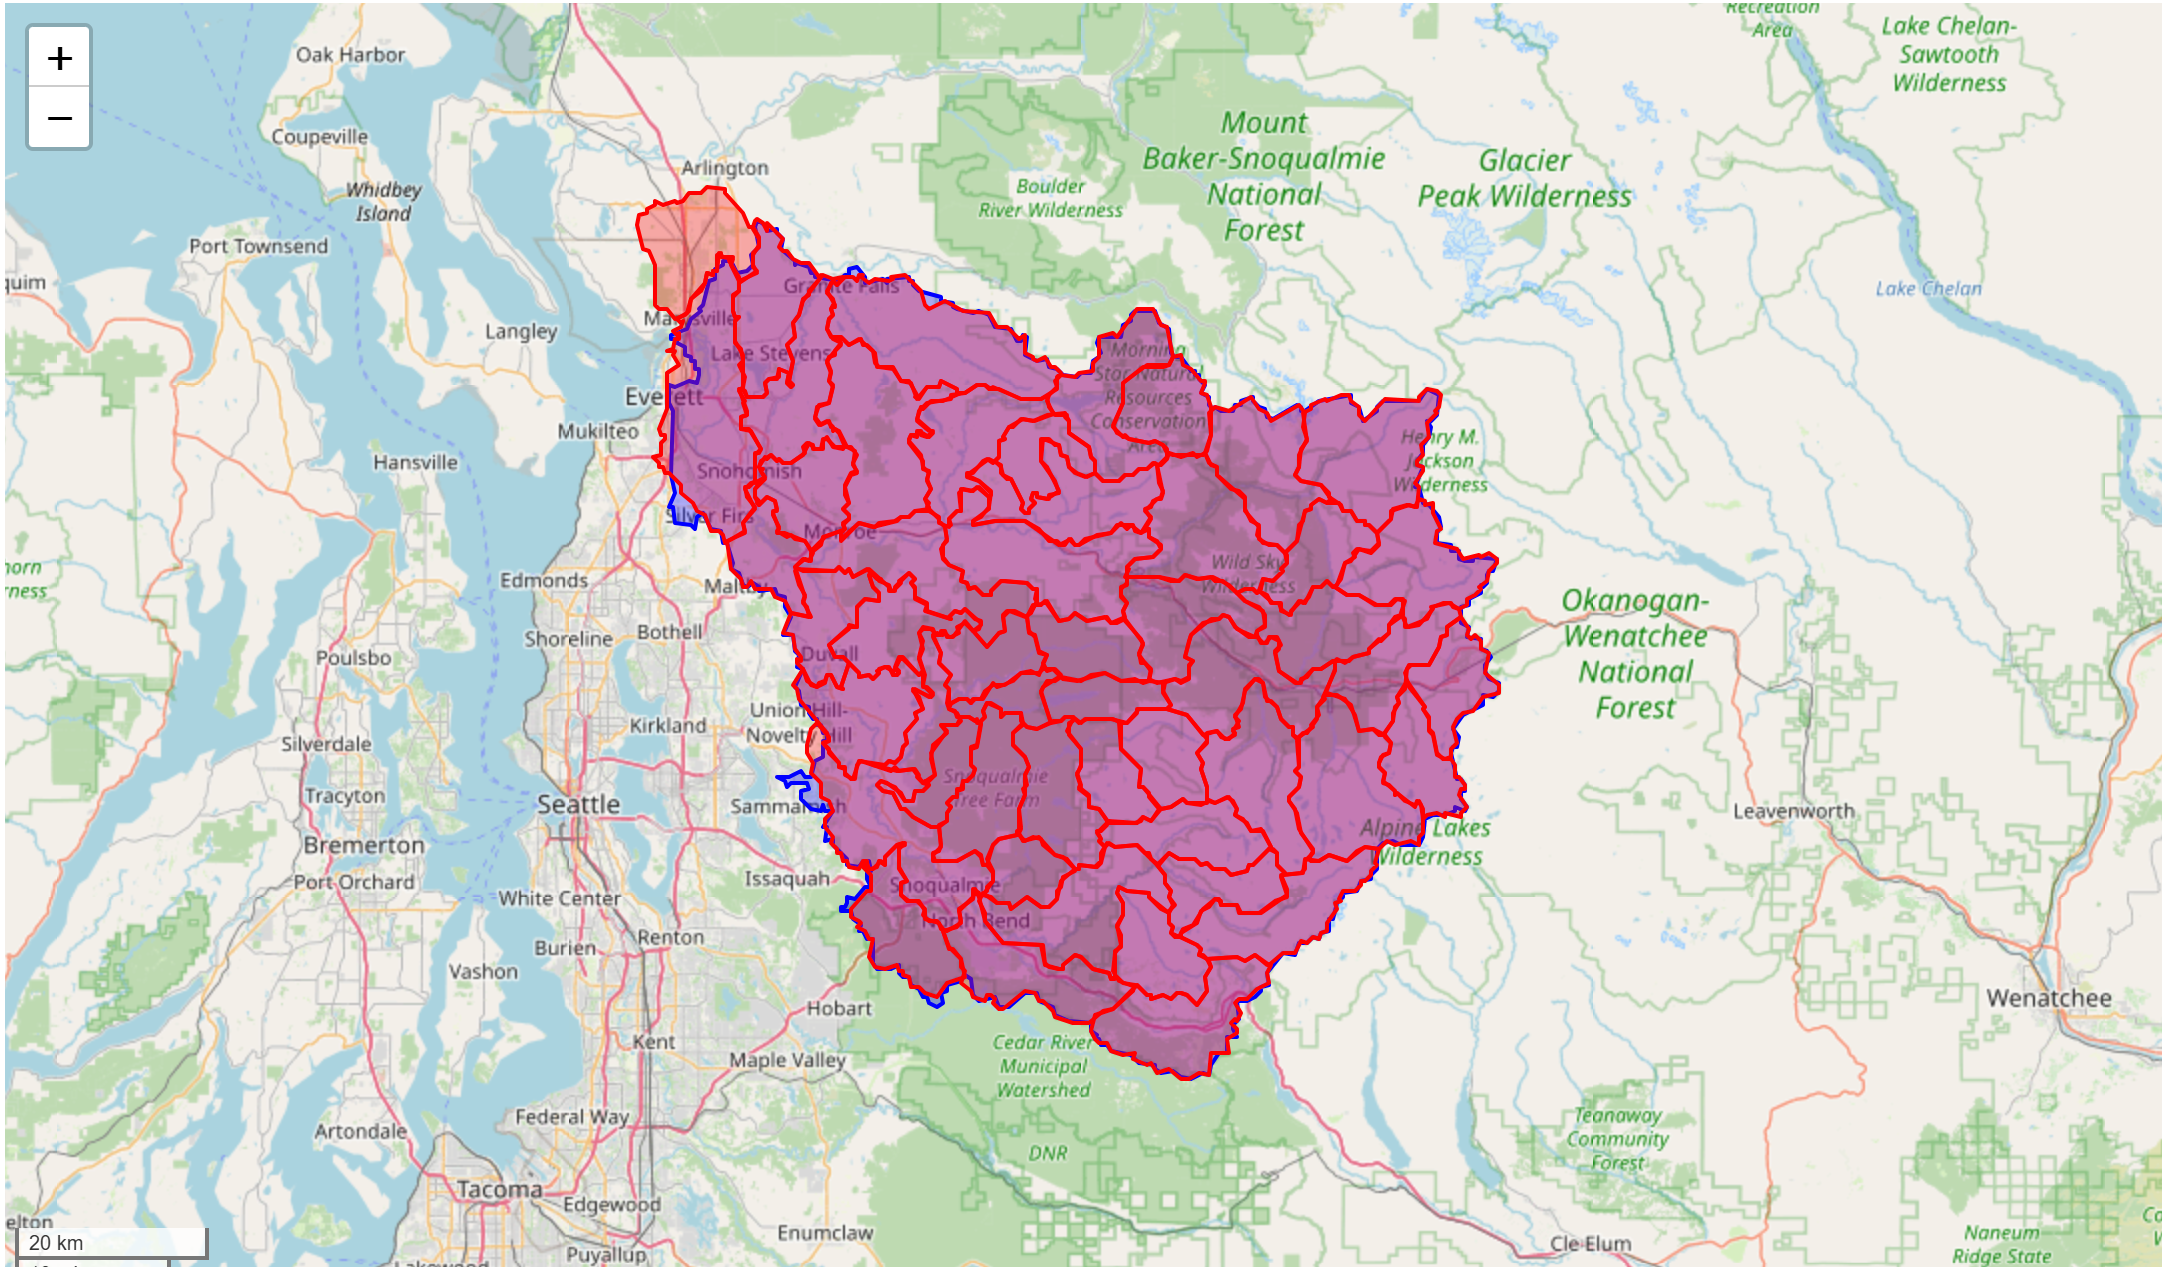 +
−
Oak Harbor
Recreation
Area
Lake Chelan-
Sawtooth
Wilderness
Coupeville
Whidbey
Island
Arlington
Mount
Baker-Snoqualmie
National
Forest
Glacier
Peak Wilderness
Boulder
River Wilderness
Port Townsend
quim
Granite Falls
Lake Chelan
Langley
Marysville
Lake Stevens
Morning
Star Natural
Resources
Conservation
Area
Everett
Mukilteo
Hansville
Snohomish
Henry M.
Jackson
Wilderness
Silver Firs
Monroe
Wild Sky
Wilderness
orn
ness
Edmonds
Maltby
Okanogan-
Wenatchee
National
Forest
Shoreline
Bothell
Poulsbo
Duvall
Union Hill-
Novelty Hill
Kirkland
Silverdale
Snoqualmie
Tree Farm
Tracyton
Seattle
Sammamish
Leavenworth
Alpine Lakes
Wilderness
Bremerton
Port Orchard
Issaquah
Snoqualmie
White Center
North Bend
Burien
Renton
Vashon
Wenatchee
Hobart
Kent
Maple Valley
Cedar River
Municipal
Watershed
Federal Way
Artondale
Teanaway
Community
Forest
DNR
Tacoma
Edgewood
elton
Enumclaw
Naneum
Ridge State
20 km
Puyallup
Cle Elum
Lakewood